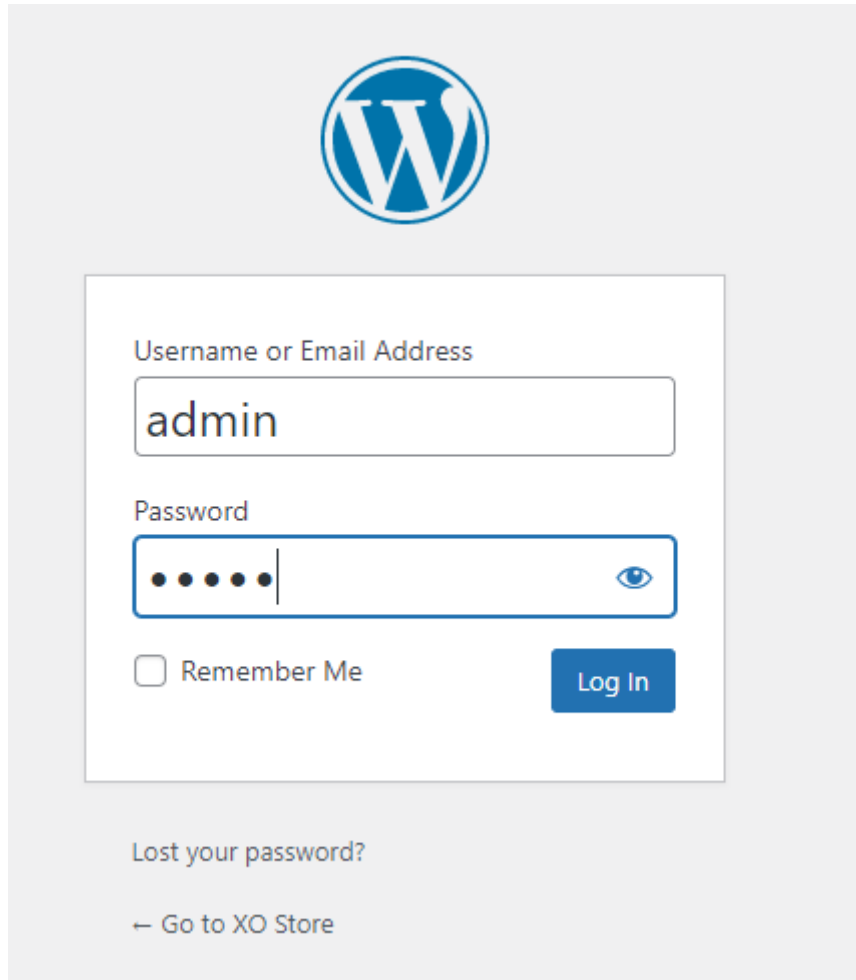 Username or Email Address
admin
Password
•••••
Remember Me
Log In
Lost your password?
← Go to XO Store